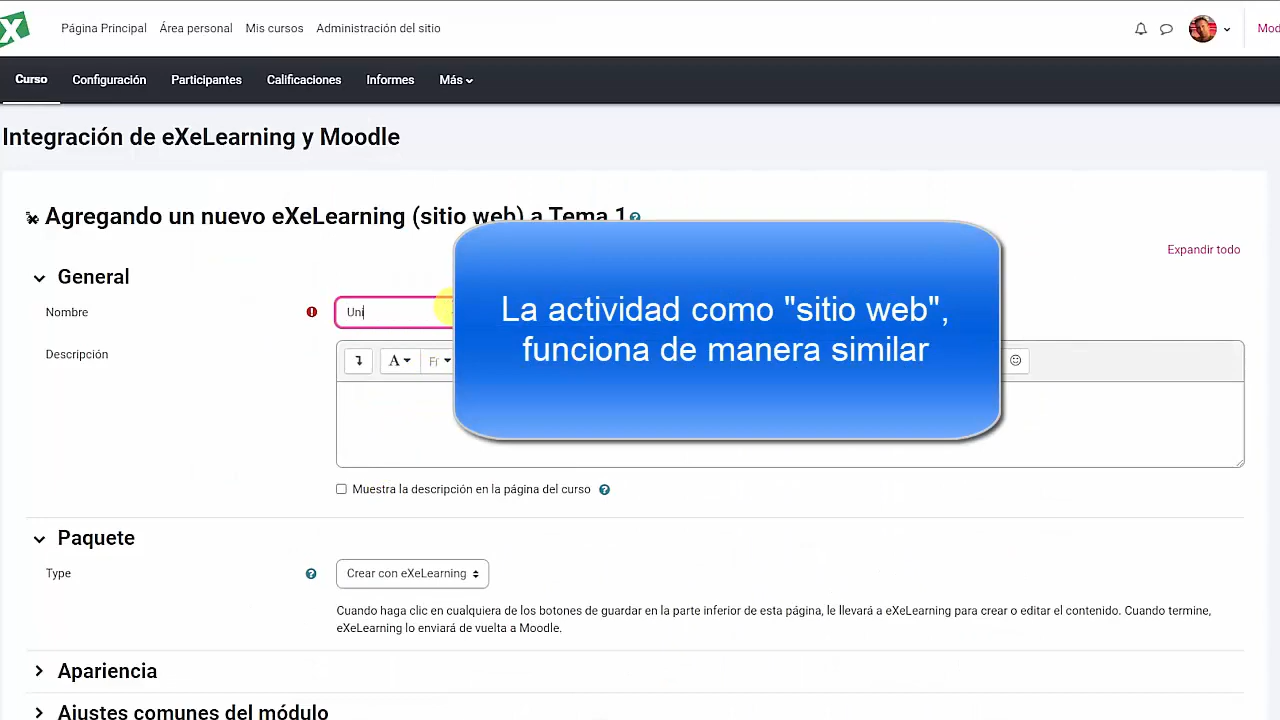 Página Principal Área personal Mis cursos Administración del sitio
Curso Configuración Participantes Calificaciones Informes Más
Integración de eXeLearning y Moodle
Agregando un nuevo eXeLearning (sitio web) a Tema 1
Expandir todo
General
Nombre
Uni
La actividad como "sitio web",
funciona de manera similar
Descripción
Muestra la descripción en la página del curso
Paquete
Type
Crear con eXeLearning
Cuando haga clic en cualquiera de los botones de guardar en la parte inferior de esta página, le llevará a eXeLearning para crear o editar el contenido. Cuando termine,
eXeLearning lo enviará de vuelta a Moodle.
Apariencia
Ajustes comunes del módulo